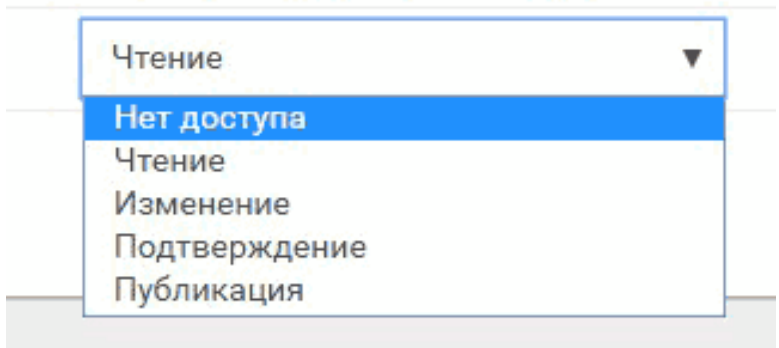 Чтение
Нет доступа
Чтение
Изменение
Подтверждение
Публикация